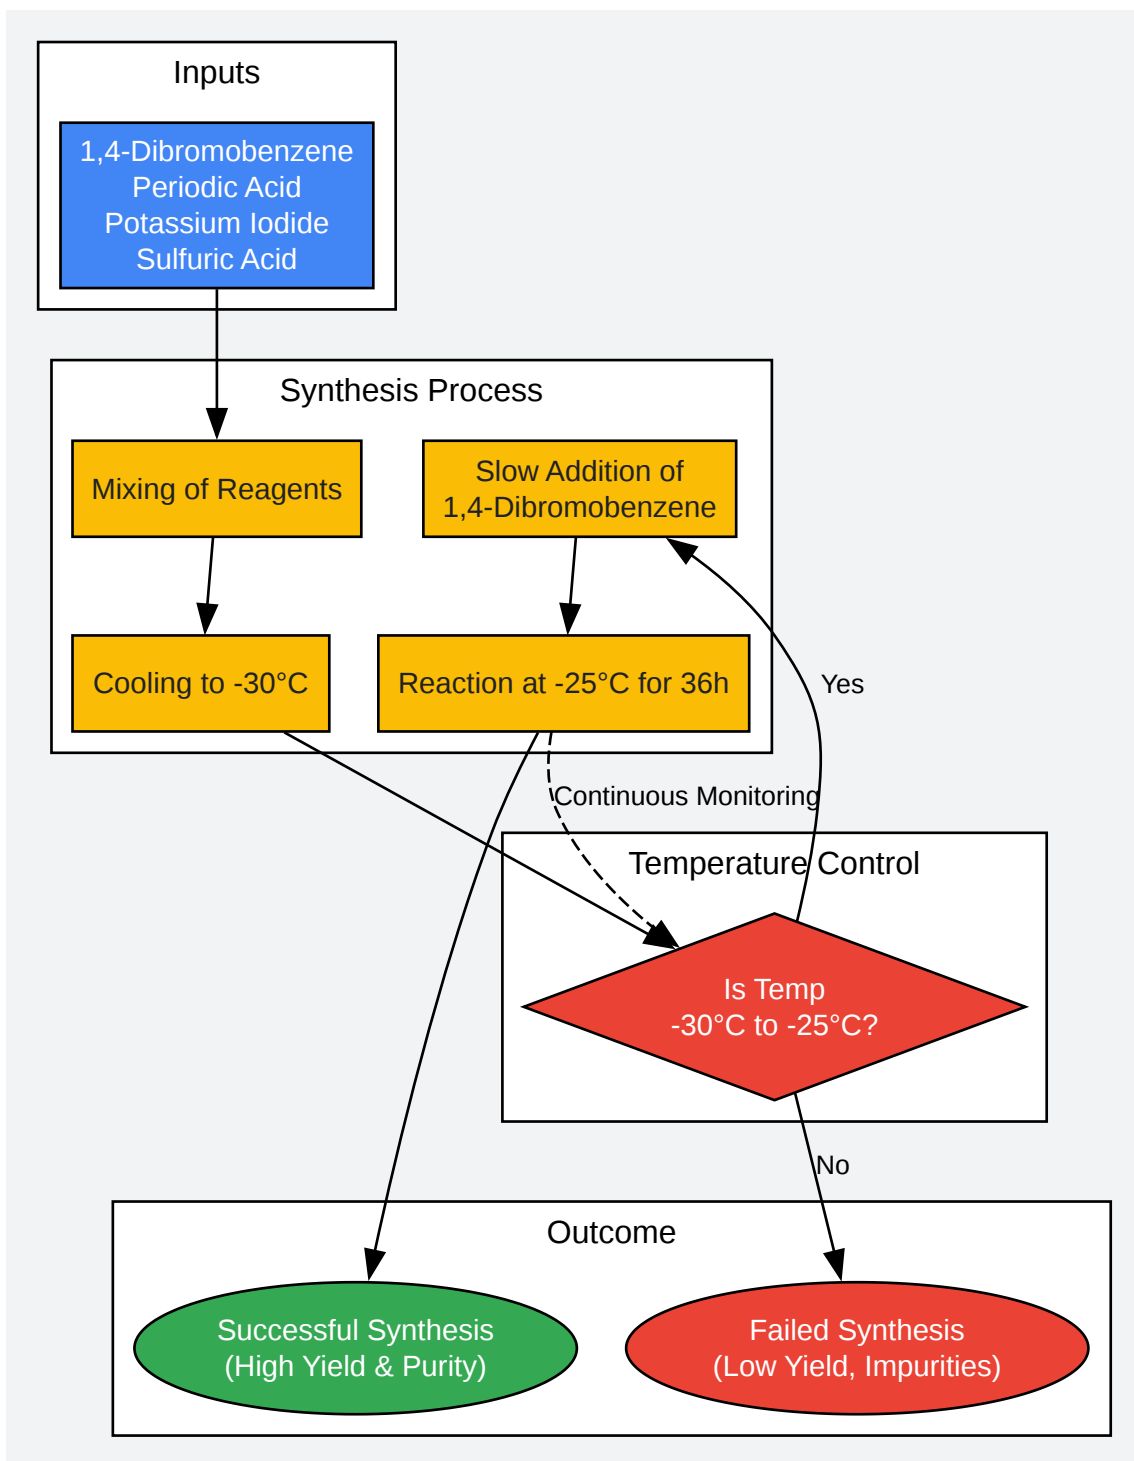 Inputs
1,4-Dibromobenzene
Periodic Acid
Potassium Iodide
Sulfuric Acid
Synthesis Process
Mixing of Reagents
Slow Addition of
1,4-Dibromobenzene
Cooling to -30°C
Reaction at -25°C for 36h
Yes
Continuous Monitoring
Temperature Control
Is Temp
-30°C to -25°C?
No
Outcome
Successful Synthesis
(High Yield & Purity)
Failed Synthesis
(Low Yield, Impurities)